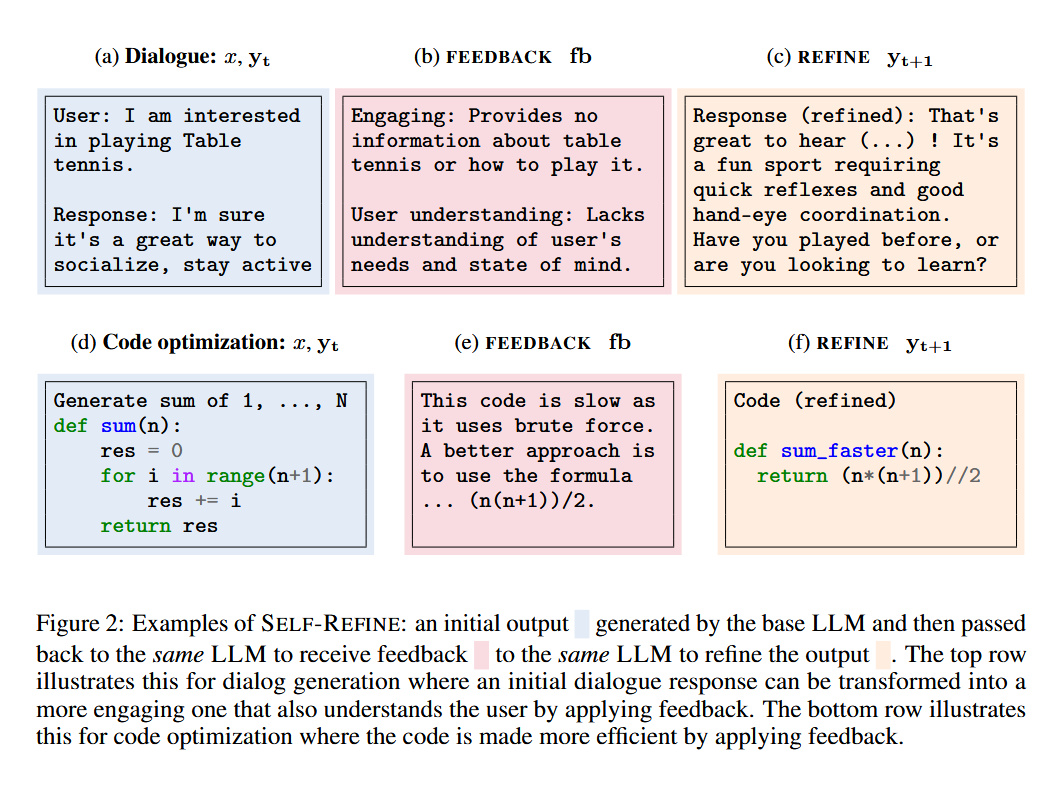 (a) Dialogue: x, yt
(b) FEEDBACK fb
(c) REFINE yt+1
User: I am interested
in playing Table
tennis.
Response: I'm sure
it's a great way to
socialize, stay active
Engaging: Provides no
information about table
tennis or how to play it.
User understanding: Lacks
understanding of user's
needs and state of mind.
Response (refined): That's
great to hear (...) ! It's
a fun sport requiring
quick reflexes and good
hand-eye coordination.
Have you played before, or
are you looking to learn?
(d) Code optimization: x, yt
(e) FEEDBACK fb
(f) REFINE yt+1
Generate sum of 1, ..., N
def sum(n):
    res = 0
    for i in range(n+1):
        res += i
    return res
This code is slow as
it uses brute force.
A better approach is
to use the formula
... (n(n+1))/2.
Code (refined)
def sum_faster(n):
  return (n*(n+1))//2
Figure 2: Examples of SELF-REFINE: an initial output generated by the base LLM and then passed
back to the same LLM to receive feedback to the same LLM to refine the output . The top row
illustrates this for dialog generation where an initial dialogue response can be transformed into a
more engaging one that also understands the user by applying feedback. The bottom row illustrates
this for code optimization where the code is made more efficient by applying feedback.